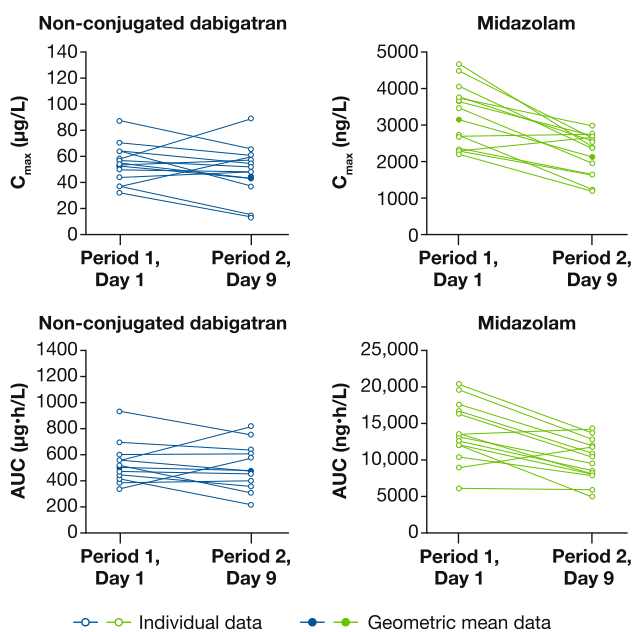 Non-conjugated dabigatran
Cmax (µg/L)
140
120
100
80
60
40
20
0
Period 1, Day 1
Period 2, Day 9
Midazolam
Cmax (ng/L)
5000
4000
3000
2000
1000
0
Period 1, Day 1
Period 2, Day 9
Non-conjugated dabigatran
AUC (µg•h/L)
1400
1200
1000
800
600
400
200
0
Period 1, Day 1
Period 2, Day 9
Midazolam
AUC (ng•h/L)
25,000
20,000
15,000
10,000
5000
0
Period 1, Day 1
Period 2, Day 9
Individual data
Geometric mean data